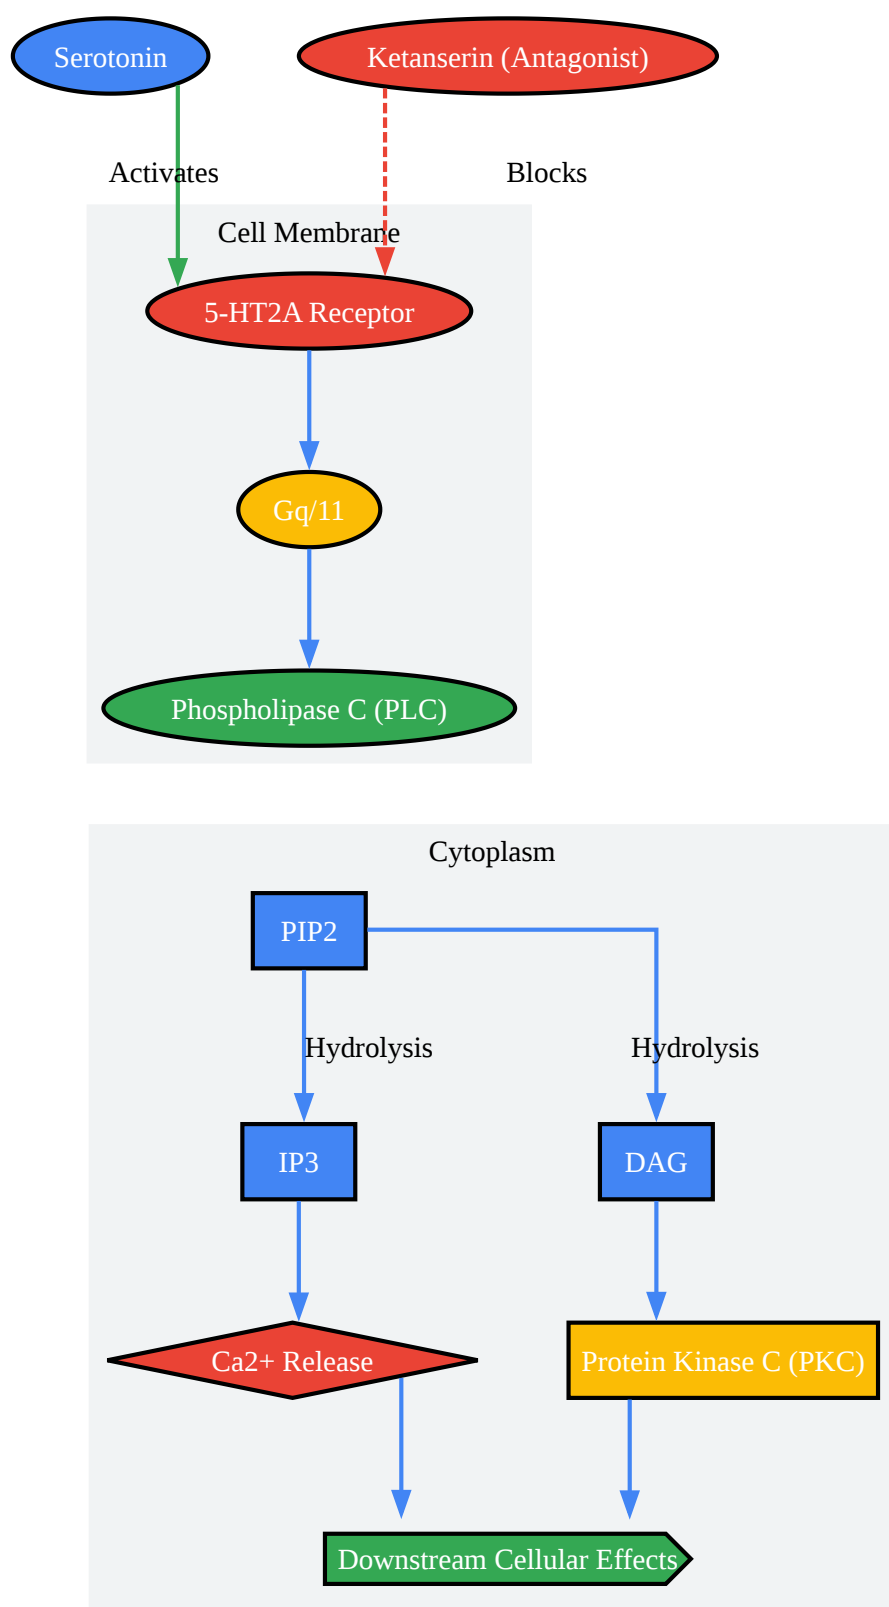 Serotonin
Ketanserin (Antagonist)
Activates
Blocks
Cell Membrane
5-HT2A Receptor
Gq/11
Phospholipase C (PLC)
Cytoplasm
PIP2
Hydrolysis
Hydrolysis
IP3
DAG
Ca2+ Release
Protein Kinase C (PKC)
Downstream Cellular Effects